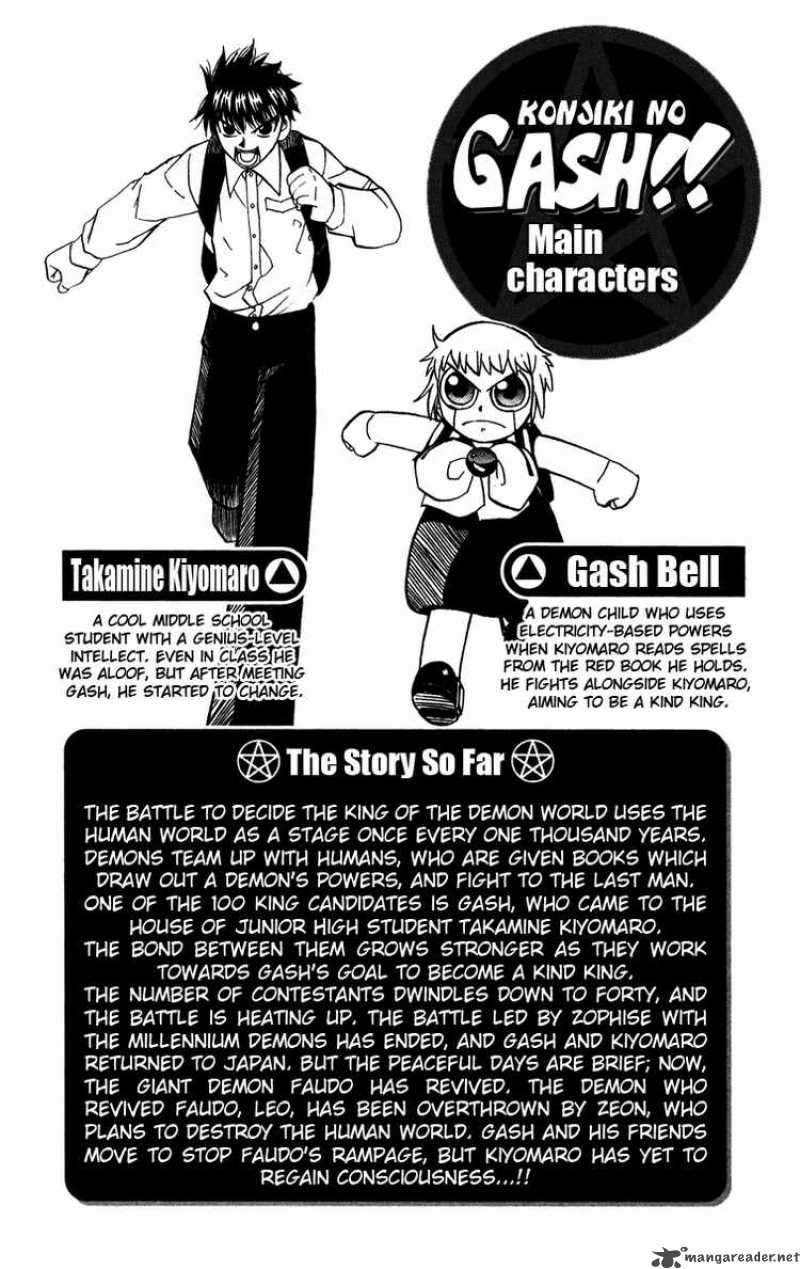 KONJIKI NO
GASH!!
Main
characters
Takamine Kiyomaro
A COOL MIDDLE SCHOOL
STUDENT WITH A GENIUS-LEVEL
INTELLECT. EVEN IN CLASS HE
WAS ALOOF, BUT AFTER MEETING
GASH, HE STARTED TO CHANGE.
Gash Bell
A DEMON CHILD WHO USES
ELECTRICITY-BASED POWERS
WHEN KIYOMARO READS SPELLS
FROM THE RED BOOK HE HOLDS.
HE FIGHTS ALONGSIDE KIYOMARO,
AIMING TO BE A KIND KING.
The Story So Far
THE BATTLE TO DECIDE THE KING OF THE DEMON WORLD USES THE
HUMAN WORLD AS A STAGE ONCE EVERY ONE THOUSAND YEARS.
DEMONS TEAM UP WITH HUMANS, WHO ARE GIVEN BOOKS WHICH
DRAW OUT A DEMON'S POWERS, AND FIGHT TO THE LAST MAN.
ONE OF THE 100 KING CANDIDATES IS GASH, WHO CAME TO THE
HOUSE OF JUNIOR HIGH STUDENT TAKAMINE KIYOMARO.
THE BOND BETWEEN THEM GROWS STRONGER AS THEY WORK
TOWARDS GASH'S GOAL TO BECOME A KIND KING.
THE NUMBER OF CONTESTANTS DWINDLES DOWN TO FORTY, AND
THE BATTLE IS HEATING UP. THE BATTLE LED BY ZOPHISE WITH
THE MILLENNIUM DEMONS HAS ENDED, AND GASH AND KIYOMARO
RETURNED TO JAPAN. BUT THE PEACEFUL DAYS ARE BRIEF; NOW,
THE GIANT DEMON FAUDO HAS REVIVED. THE DEMON WHO
REVIVED FAUDO, LEO, HAS BEEN OVERTHROWN BY ZEON, WHO
PLANS TO DESTROY THE HUMAN WORLD. GASH AND HIS FRIENDS
MOVE TO STOP FAUDO'S RAMPAGE, BUT KIYOMARO HAS YET TO
REGAIN CONSCIOUSNESS...!!
mangareader.net